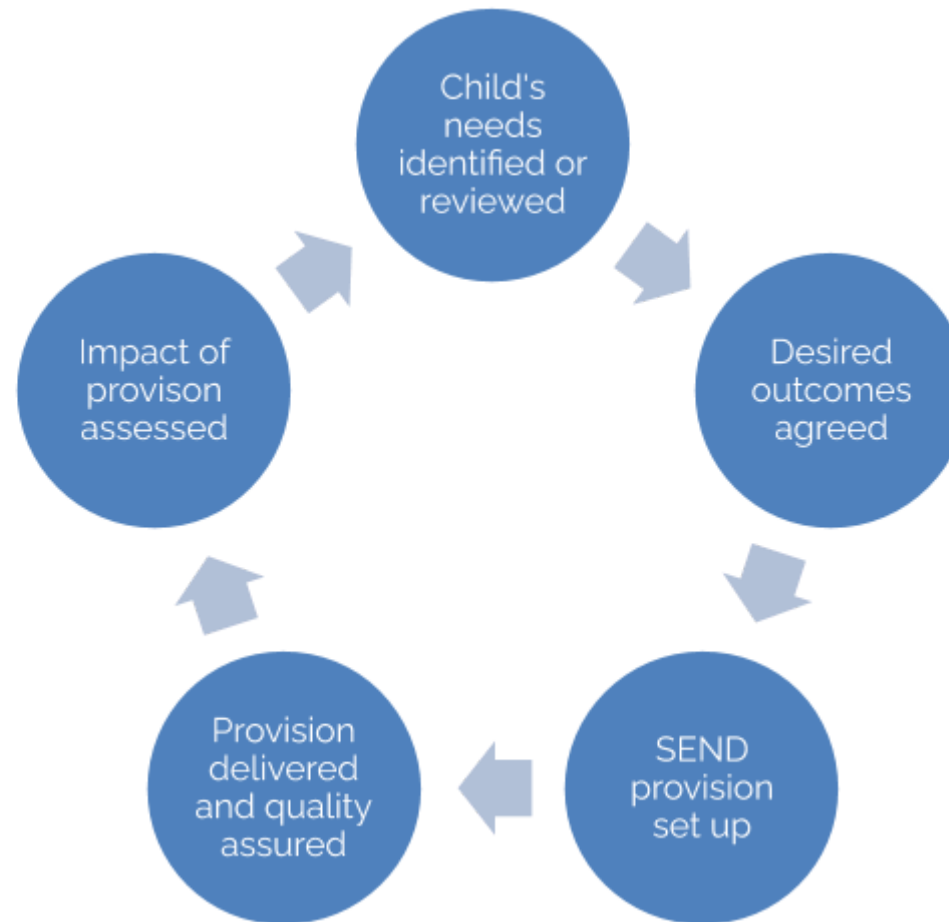 Child's
needs
identified or
reviewed
Desired
outcomes
agreed
SEND
provision
set up
Provision
delivered
and quality
assured
Impact of
provison
assessed